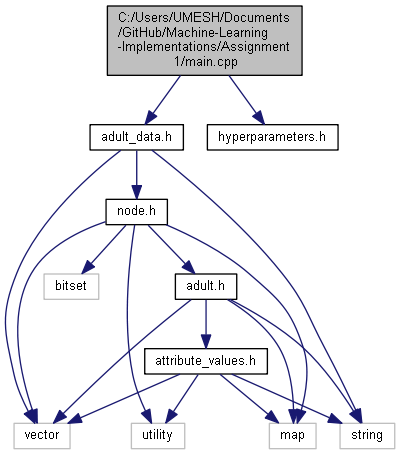 C:/Users/UMESH/Documents
/GitHub/Machine-Learning
-Implementations/Assignment
1/main.cpp
adult_data.h
hyperparameters.h
node.h
bitset
adult.h
attribute_values.h
vector
utility
map
string